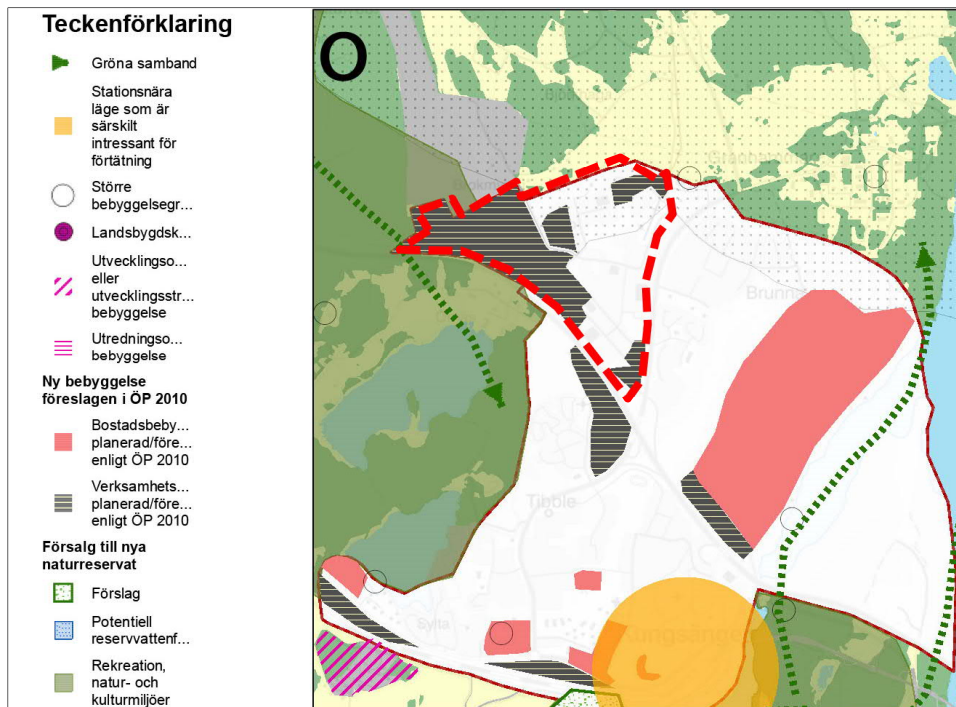 Teckenförklaring
Gröna samband
Stationsnära
läge som är
särskilt
intressant för
förtätning
Större
bebyggelsegr...
Landsbygdsk...
Utvecklingso...
eller
utvecklingsstr...
bebyggelse
Utredningso...
bebyggelse
Ny bebyggelse
föreslagen i ÖP 2010
Bostadsbeby...
planerad/före...
enligt ÖP 2010
Verksamhets...
planerad/före...
enligt ÖP 2010
Försalg till nya
naturreservat
Förslag
Potentiell
reservvattenf...
Rekreation,
natur- och
kulturmiljöer
O
Tibble
Sylta